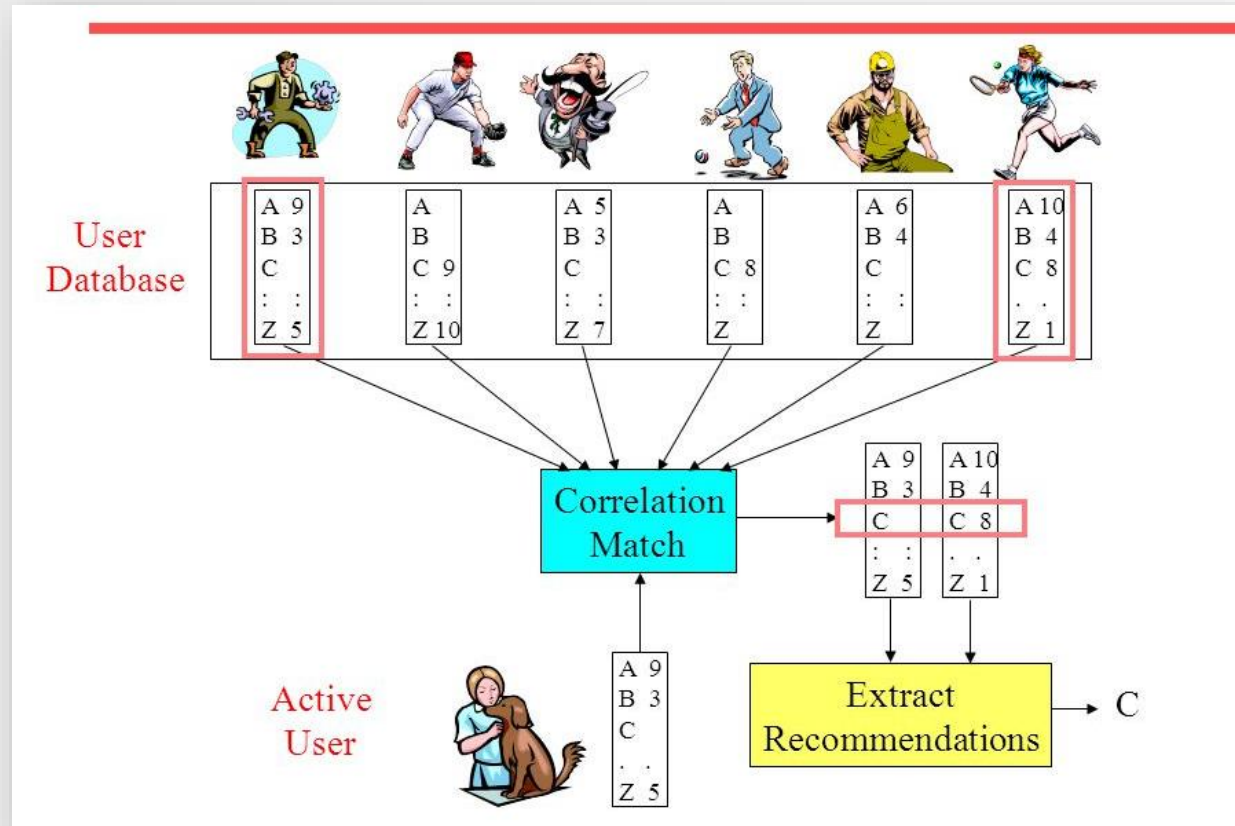 User
Database
A 9
B 3
C
: :
Z 5
A
B
C 9
: :
Z 10
A 5
B 3
C
: :
Z 7
A
B
C 8
: :
Z
A 6
B 4
C
: :
Z
A 10
B 4
C 8
. .
Z 1
Correlation
Match
A 9
B 3
C
: :
Z 5
A 10
B 4
C 8
. .
Z 1
Active
User
A 9
B 3
C
. .
Z 5
Extract
Recommendations
C